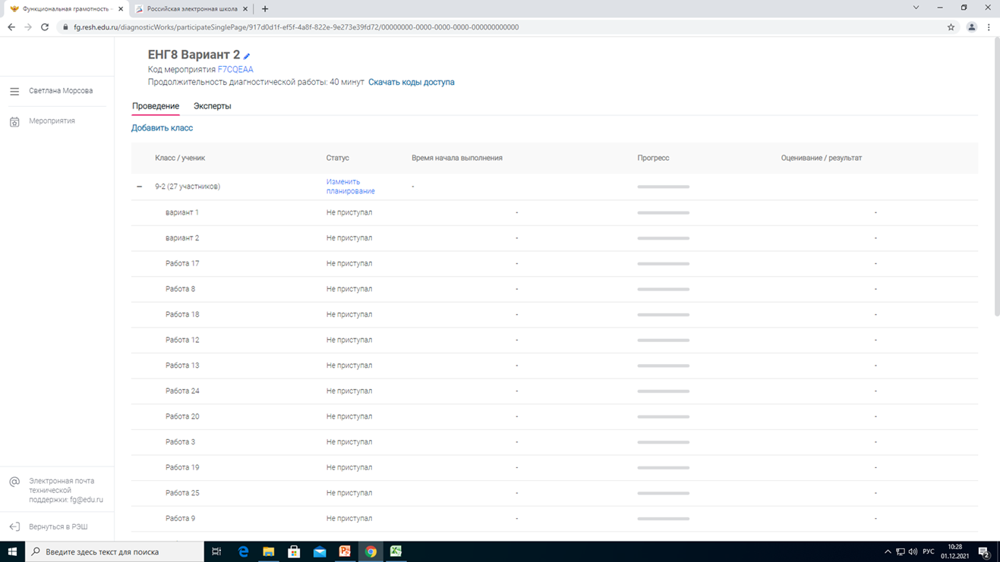 Функциональная грамотность -
Российская электронная школа
fg.resh.edu.ru/diagnosticWorks/participateSinglePage/917d0d1f-ef5f-4a8f-822e-9e273e39fd72/00000000-0000-0000-0000-000000000000
ЕНГ8 Вариант 2
Код мероприятия F7CQEAA
Продолжительность диагностической работы: 40 минут Скачать коды доступа
Светлана Морсова
Мероприятия
Проведение Эксперты
Добавить класс
Класс / ученик Статус Время начала выполнения Прогресс Оценивание / результат
9-2 (27 участников) Изменить планирование -
вариант 1 Не приступал - -
вариант 2 Не приступал - -
Работа 17 Не приступал - -
Работа 8 Не приступал - -
Работа 18 Не приступал - -
Работа 12 Не приступал - -
Работа 13 Не приступал - -
Работа 24 Не приступал - -
Работа 20 Не приступал - -
Работа 3 Не приступал - -
Работа 19 Не приступал - -
Работа 25 Не приступал - -
Работа 9 Не приступал - -
Электронная почта
технической
поддержки: fg@edu.ru
Вернуться в РЭШ
Введите здесь текст для поиска
РУС
10:28
01.12.2021
2